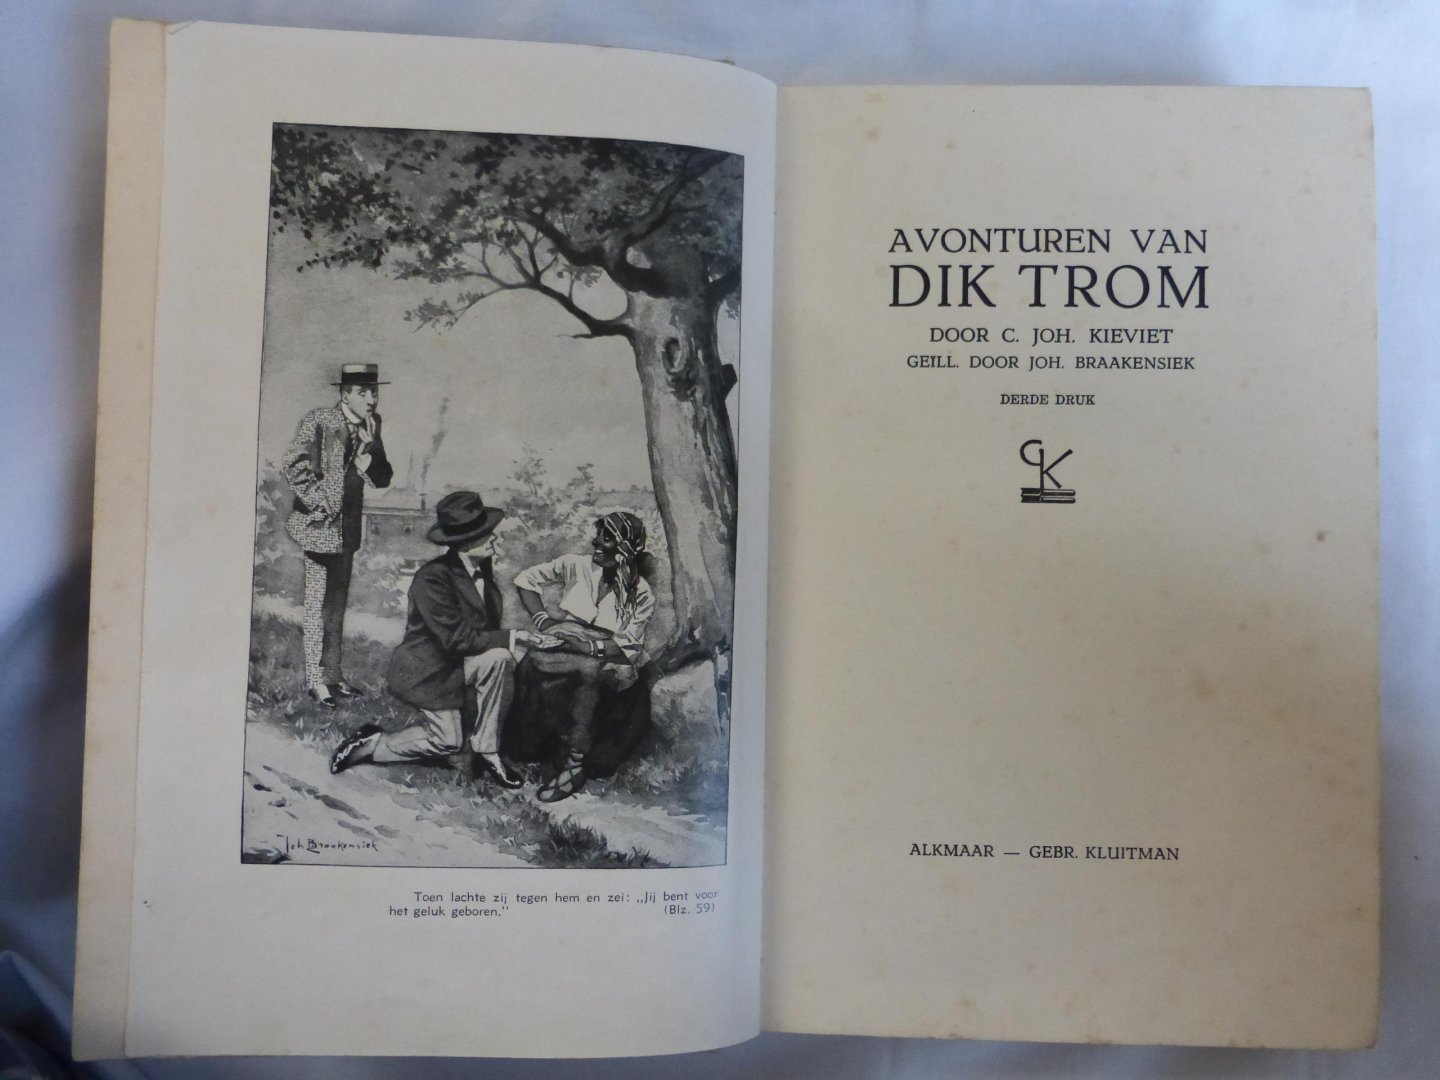 Joh. Braakensiek
Toen lachte zij tegen hem en zei: „Jij bent voor
het geluk geboren." (Blz. 59)
AVONTUREN VAN
DIK TROM
DOOR C. JOH. KIEVIET
GEÏLL. DOOR JOH. BRAAKENSIEK
DERDE DRUK
GK
ALKMAAR — GEBR. KLUITMAN